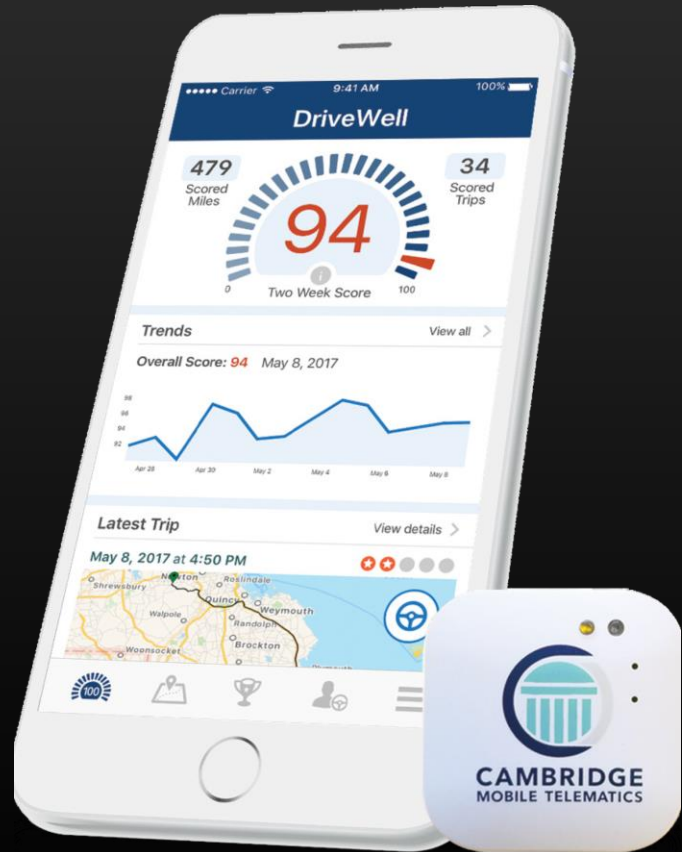 Carrier 9:41 AM 100%
DriveWell
479 34
Scored Scored
Miles Trips
94
i
0 Two Week Score 100
Trends View all >
Overall Score: 94 May 8, 2017
98
96
94
92
Apr 28 Apr 30 May 2 May 4 May 6 May 8
Latest Trip View details >
May 8, 2017 at 4:50 PM
Shrewsbury Newton Roslindale
Quincy Weymouth
Walpole Randolph
Woonsocket Brockton
100
CAMBRIDGE
MOBILE TELEMATICS